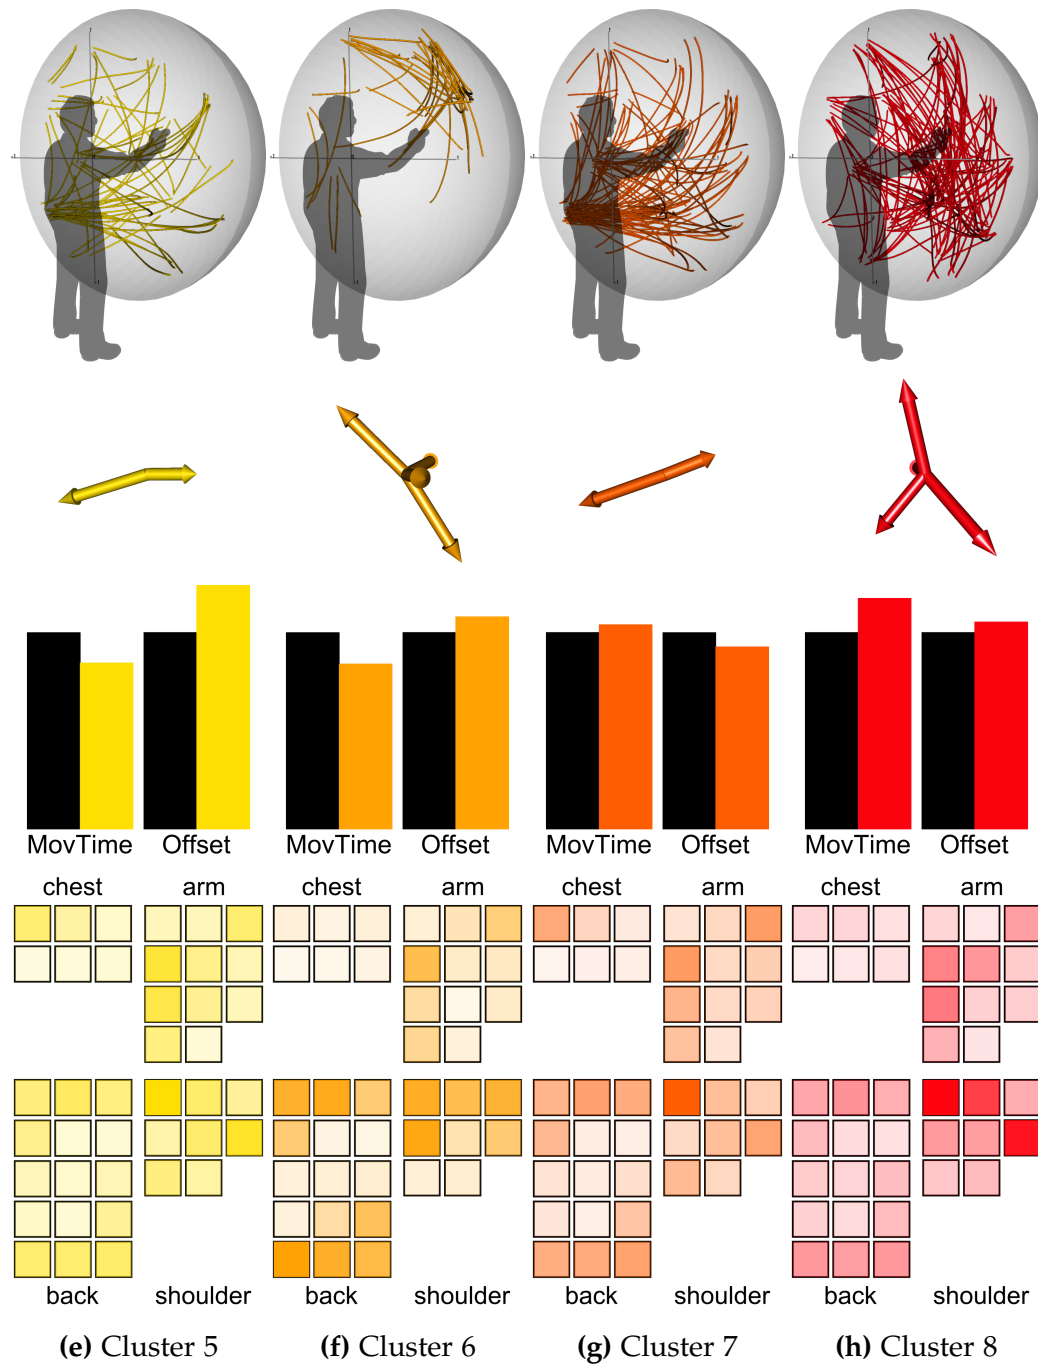 MovTime Offset MovTime Offset MovTime Offset MovTime Offset
chest arm chest arm chest arm chest arm
back shoulder back shoulder back shoulder back shoulder
(e) Cluster 5 (f) Cluster 6 (g) Cluster 7 (h) Cluster 8